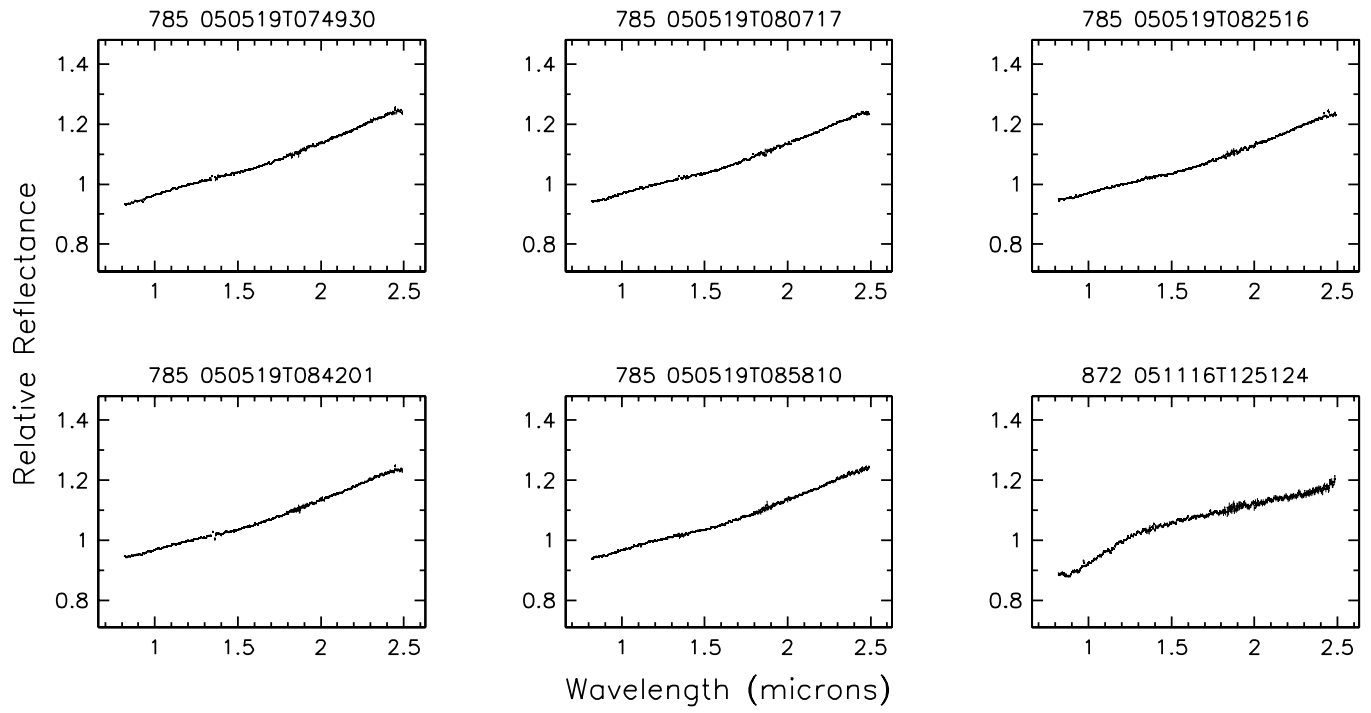 785 050519T074930
785 050519T080717
785 050519T082516
1.4
1.2
1
0.8
1 1.5 2 2.5
1.4
1.2
1
0.8
1 1.5 2 2.5
1.4
1.2
1
0.8
1 1.5 2 2.5
Relative Reflectance
785 050519T084201
785 050519T085810
872 051116T125124
1.4
1.2
1
0.8
1 1.5 2 2.5
1.4
1.2
1
0.8
1 1.5 2 2.5
1.4
1.2
1
0.8
1 1.5 2 2.5
Wavelength (microns)